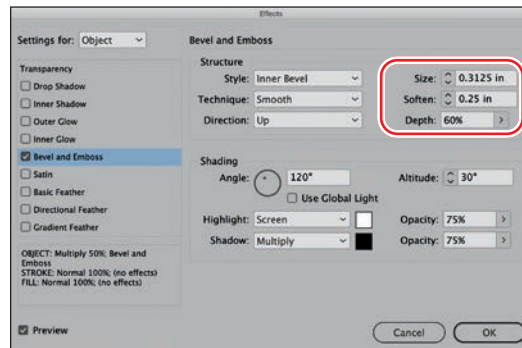 Effects
Settings for: Object
Transparency
Drop Shadow
Inner Shadow
Outer Glow
Inner Glow
Bevel and Emboss
Satin
Basic Feather
Directional Feather
Gradient Feather
OBJECT: Multiply 50%; Bevel and
Emboss
STROKE: Normal 100%; (no effects)
FILL: Normal 100%; (no effects)
Preview
Bevel and Emboss
Structure
Style: Inner Bevel
Size: 0.3125 in
Technique: Smooth
Soften: 0.25 in
Direction: Up
Depth: 60%
Shading
Angle: 120°
Altitude: 30°
Use Global Light
Highlight: Screen
Opacity: 75%
Shadow: Multiply
Opacity: 75%
Cancel
OK